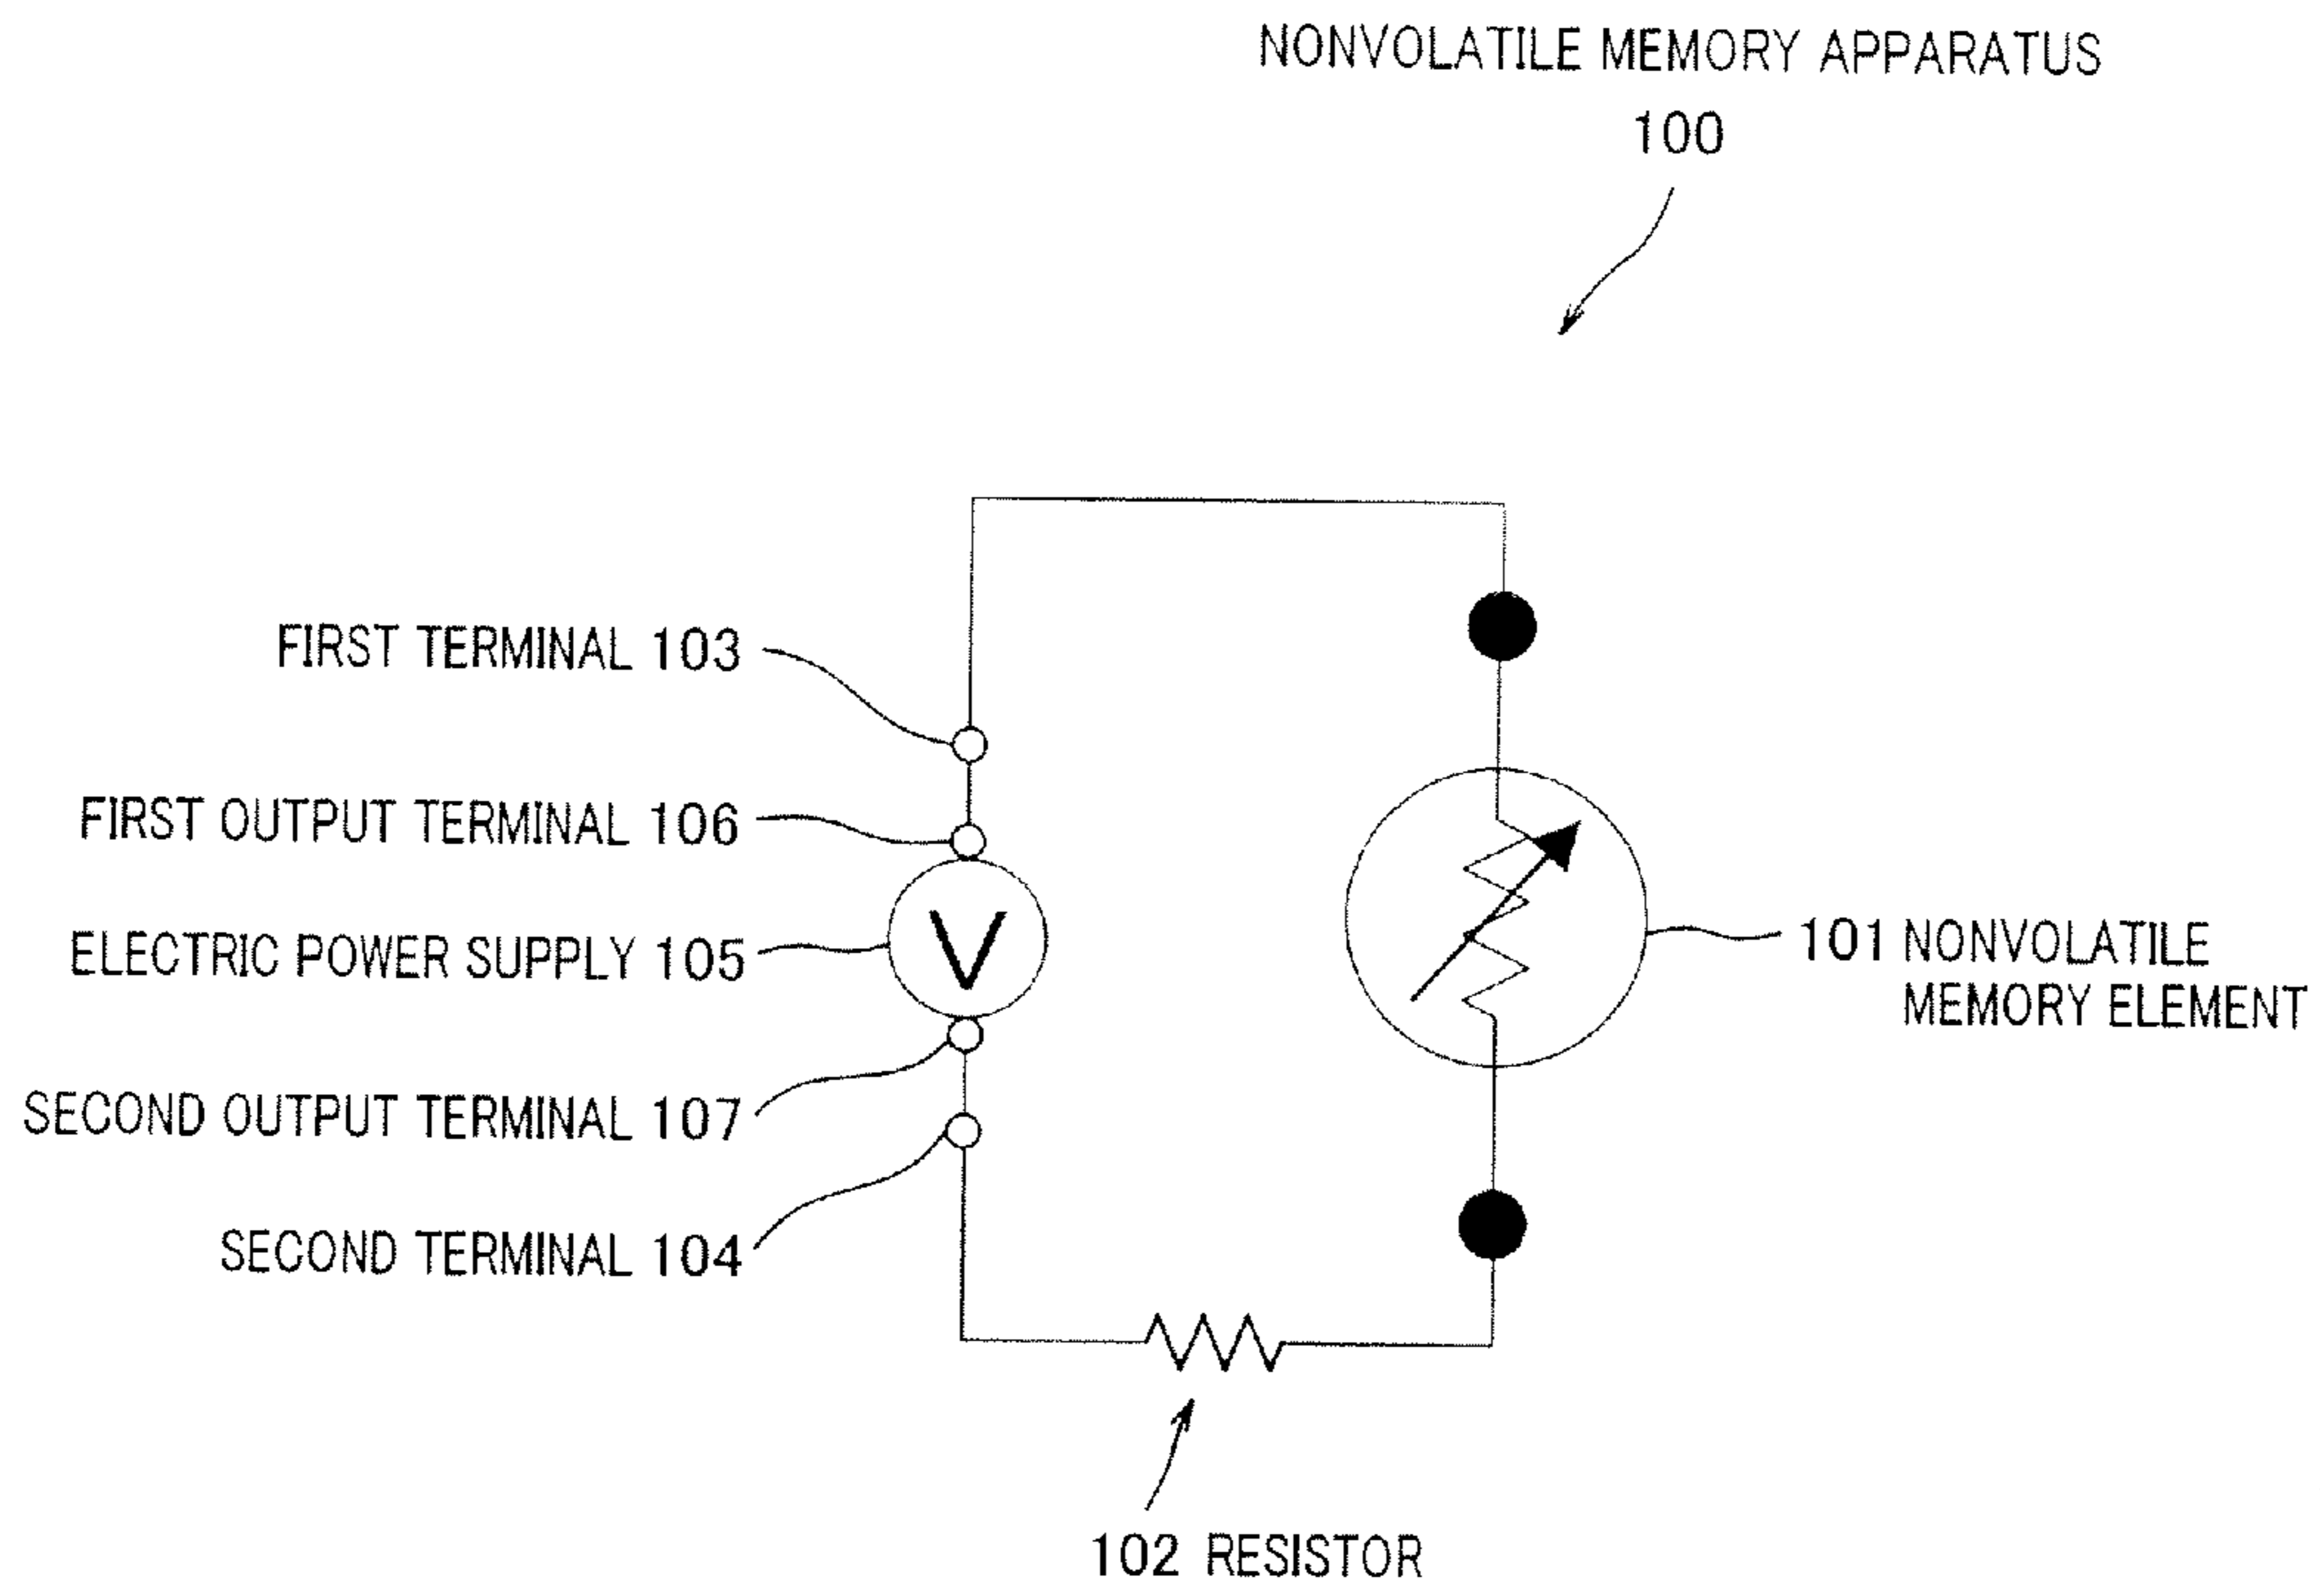 NONVOLATILE MEMORY APPARATUS
100
FIRST TERMINAL 103
FIRST OUTPUT TERMINAL 106
ELECTRIC POWER SUPPLY 105
V
101 NONVOLATILE
MEMORY ELEMENT
SECOND OUTPUT TERMINAL 107
SECOND TERMINAL 104
102 RESISTOR